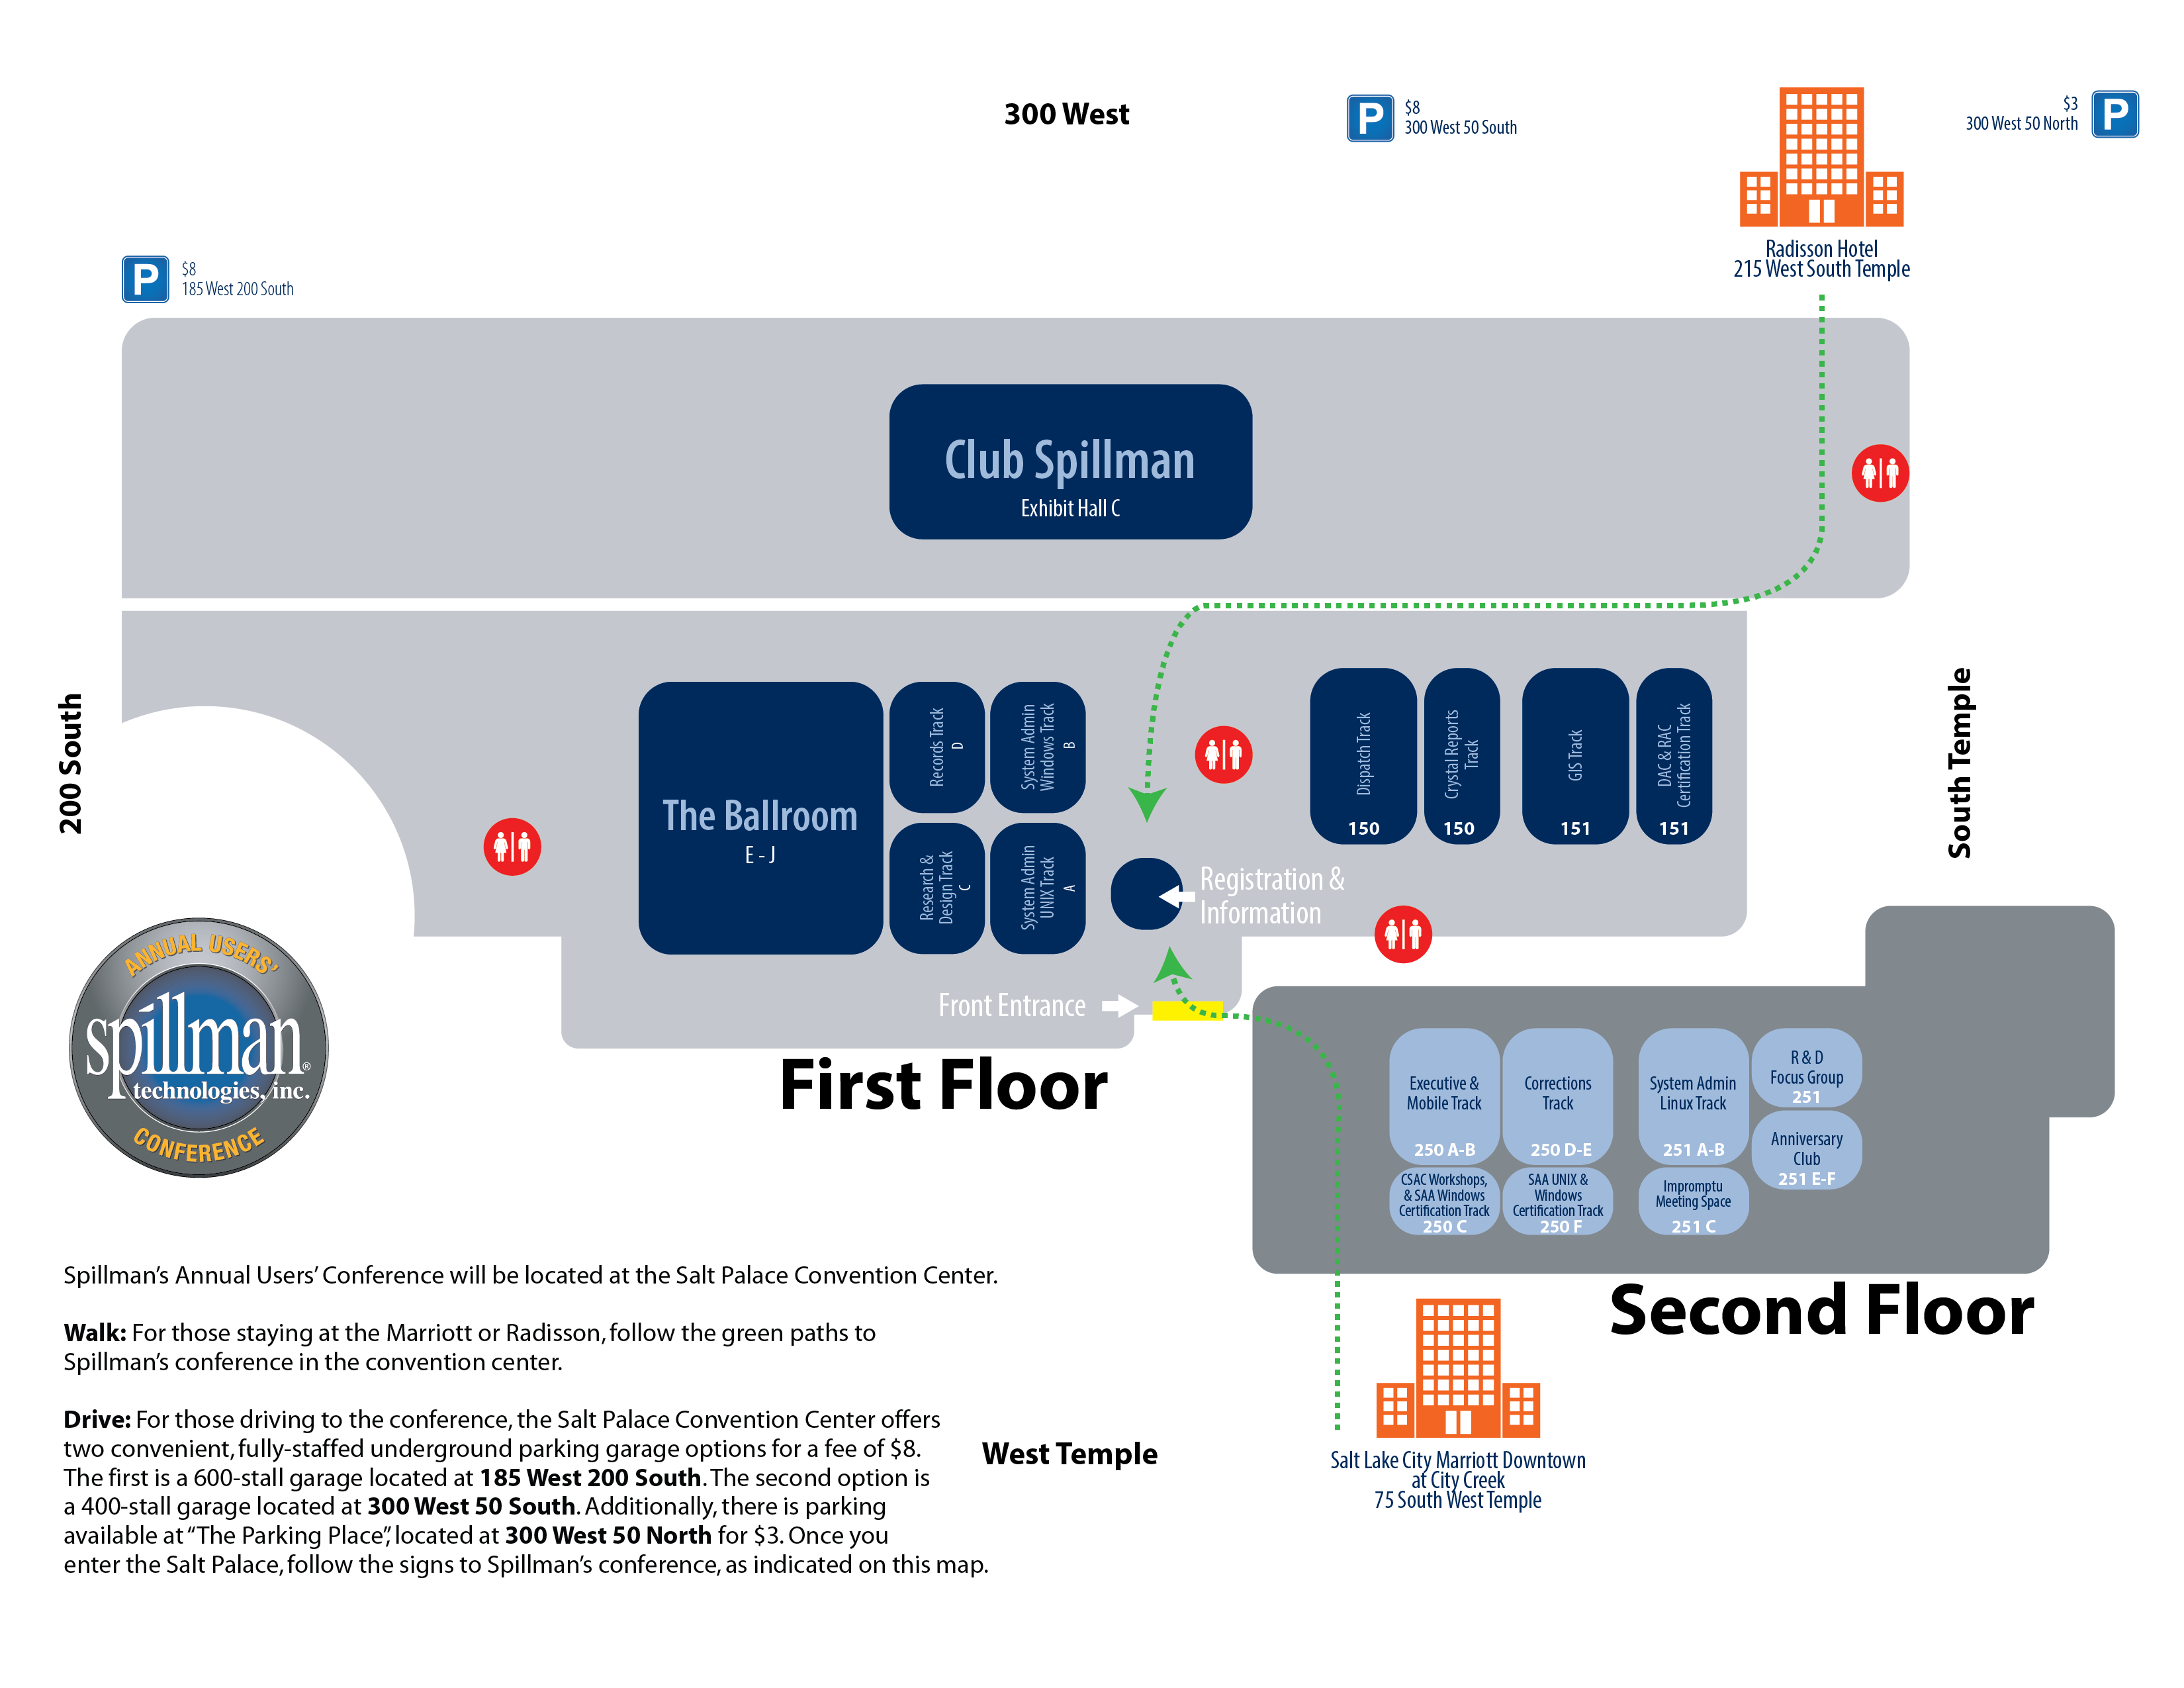 300 West
P
$8
300 West 50 South
$3
300 West 50 North
P
Radisson Hotel
215 West South Temple
P
$8
185 West 200 South
Club Spillman
Exhibit Hall C
200 South
South Temple
The Ballroom
E - J
Records Track
D
System Admin
Windows Track
B
Research &
Design Track
C
System Admin
UNIX Track
A
Dispatch Track
150
Crystal Reports
Track
150
GIS Track
151
DAC & RAC
Certification Track
151
Registration &
Information
Front Entrance
First Floor
ANNUAL USERS'
spillman®
technologies, inc.
CONFERENCE
Executive &
Mobile Track
250 A-B
Corrections
Track
250 D-E
System Admin
Linux Track
251 A-B
R & D
Focus Group
251
Anniversary
Club
251 E-F
CSAC Workshops,
& SAA Windows
Certification Track
250 C
SAA UNIX &
Windows
Certification Track
250 F
Impromptu
Meeting Space
251 C
Second Floor
Spillman’s Annual Users’ Conference will be located at the Salt Palace Convention Center.
Walk: For those staying at the Marriott or Radisson, follow the green paths to
Spillman’s conference in the convention center.
Drive: For those driving to the conference, the Salt Palace Convention Center offers
two convenient, fully-staffed underground parking garage options for a fee of $8.
The first is a 600-stall garage located at 185 West 200 South. The second option is
a 400-stall garage located at 300 West 50 South. Additionally, there is parking
available at “The Parking Place”, located at 300 West 50 North for $3. Once you
enter the Salt Palace, follow the signs to Spillman’s conference, as indicated on this map.
West Temple
Salt Lake City Marriott Downtown
at City Creek
75 South West Temple